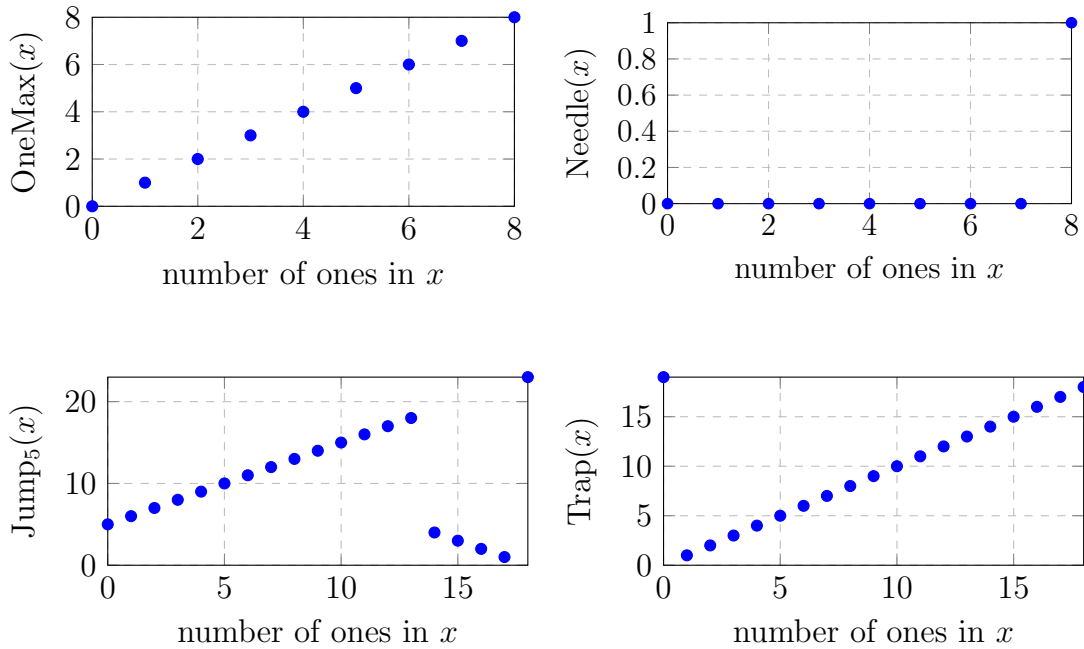 OneMax(x)
8
6
4
2
0
0 2 4 6 8
number of ones in x
Needle(x)
1
0.8
0.6
0.4
0.2
0
0 2 4 6 8
number of ones in x
Jump₅(x)
20
10
0
0 5 10 15
number of ones in x
Trap(x)
15
10
5
0
0 5 10 15
number of ones in x